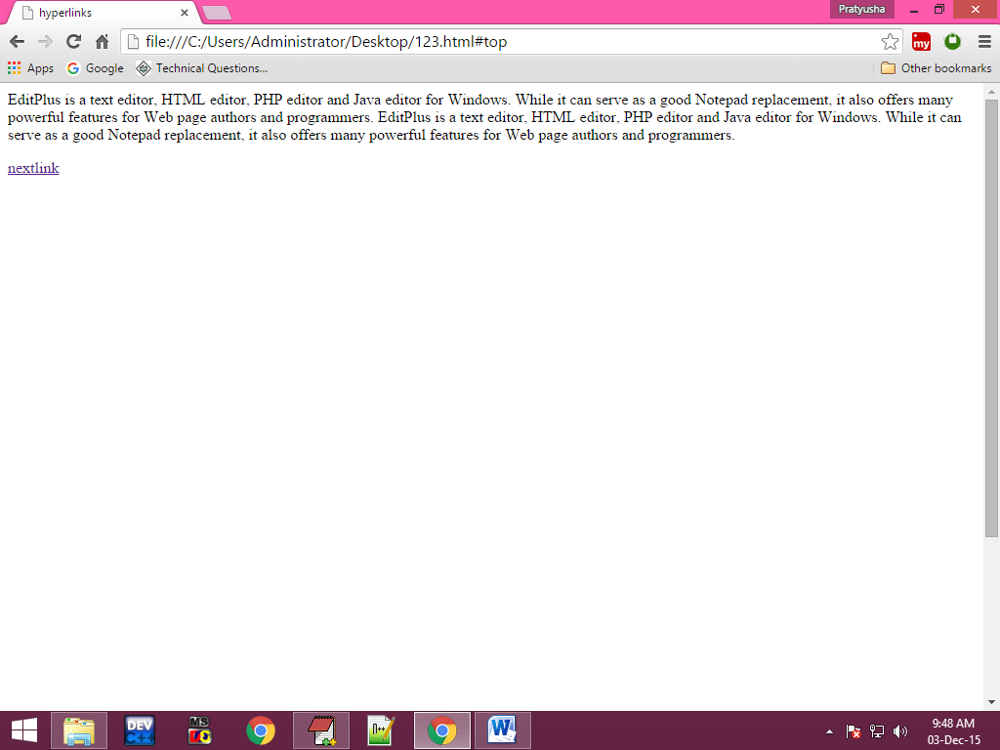 hyperlinks
Pratyusha
file:///C:/Users/Administrator/Desktop/123.html#top
my
Apps
Google
Technical Questions...
Other bookmarks
EditPlus is a text editor, HTML editor, PHP editor and Java editor for Windows. While it can serve as a good Notepad replacement, it also offers many
powerful features for Web page authors and programmers. EditPlus is a text editor, HTML editor, PHP editor and Java editor for Windows. While it can
serve as a good Notepad replacement, it also offers many powerful features for Web page authors and programmers.
nextlink
DEV
C++
MS
W
9:48 AM
03-Dec-15